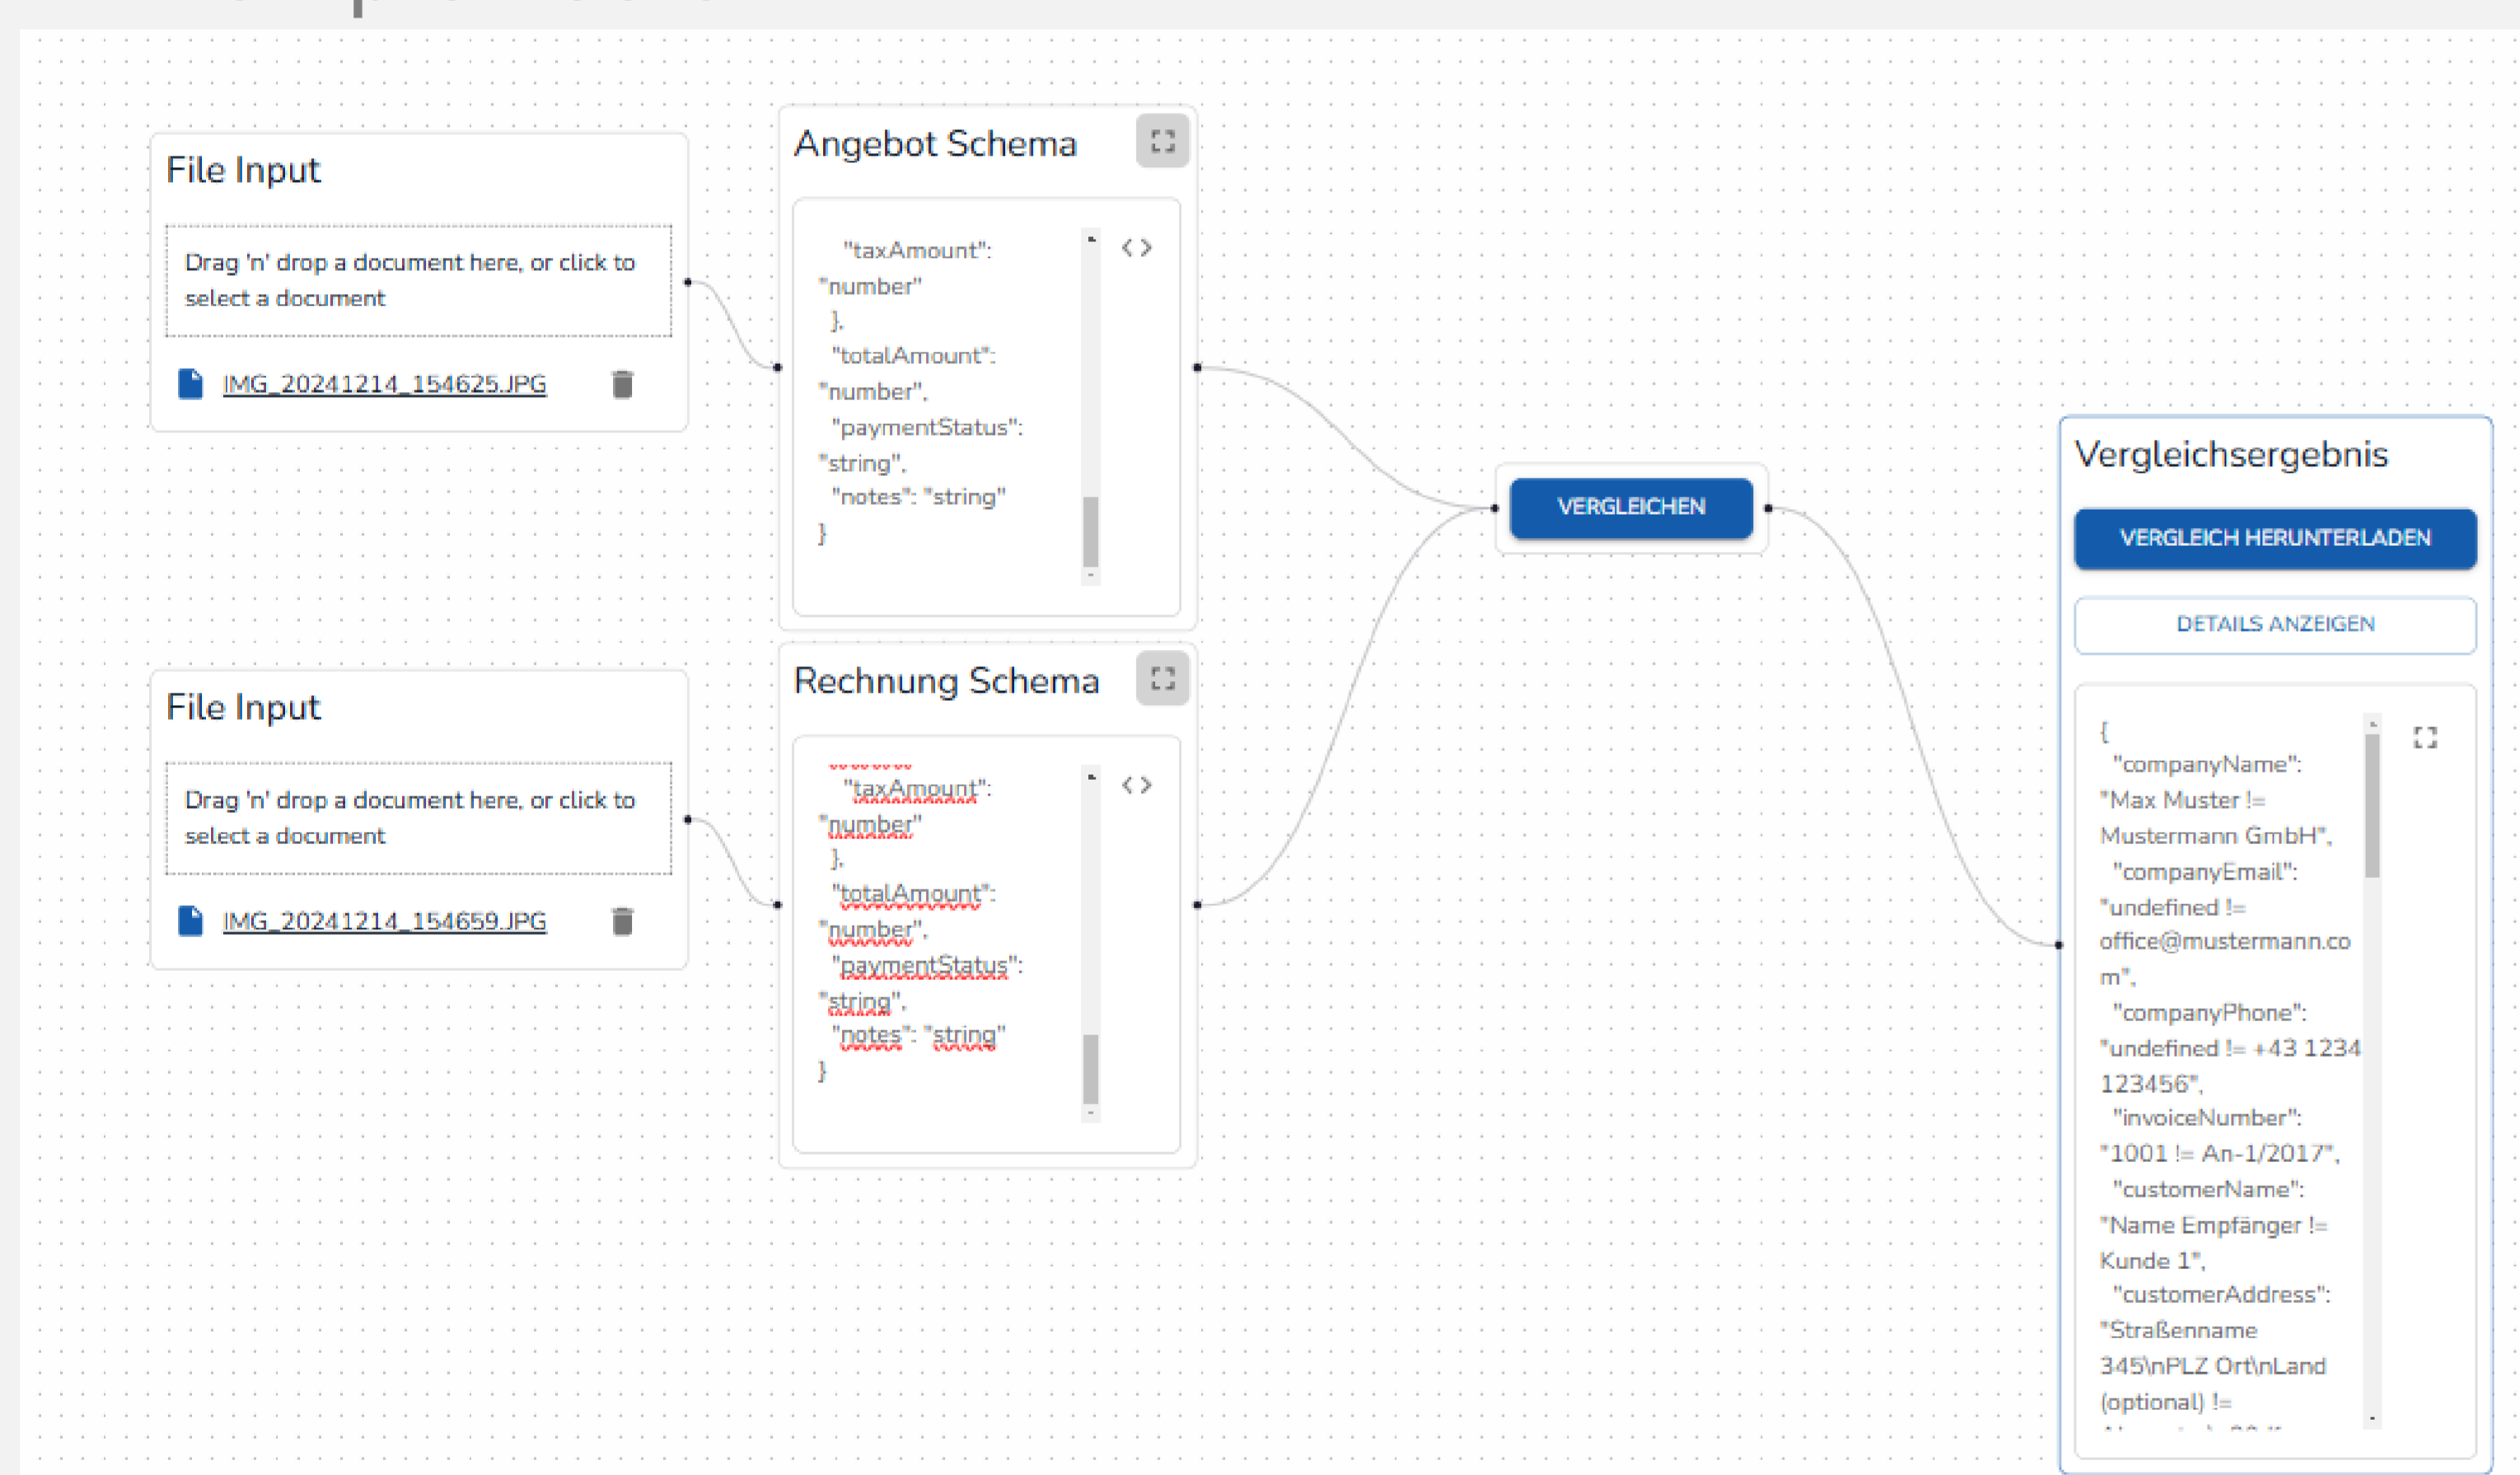 File Input
Drag 'n' drop a document here, or click to
select a document
IMG_20241214_154625.JPG
Angebot Schema
"taxAmount":
"number"
},
"totalAmount":
"number",
"paymentStatus":
"string",
"notes": "string"
}
File Input
Drag 'n' drop a document here, or click to
select a document
IMG_20241214_154659.JPG
Rechnung Schema
"taxAmount":
"number"
},
"totalAmount":
"number",
"paymentStatus":
"string",
"notes": "string"
}
VERGLEICHEN
Vergleichsergebnis
VERGLEICH HERUNTERLADEN
DETAILS ANZEIGEN
{
"companyName":
"Max Muster !=
Mustermann GmbH",
"companyEmail":
"undefined !=
office@mustermann.co
m",
"companyPhone":
"undefined != +43 1234
123456",
"invoiceNumber":
"1001 != An-1/2017",
"customerName":
"Name Empfänger !=
Kunde 1",
"customerAddress":
"Straßenname
345\nPLZ Ort\nLand
(optional) !=